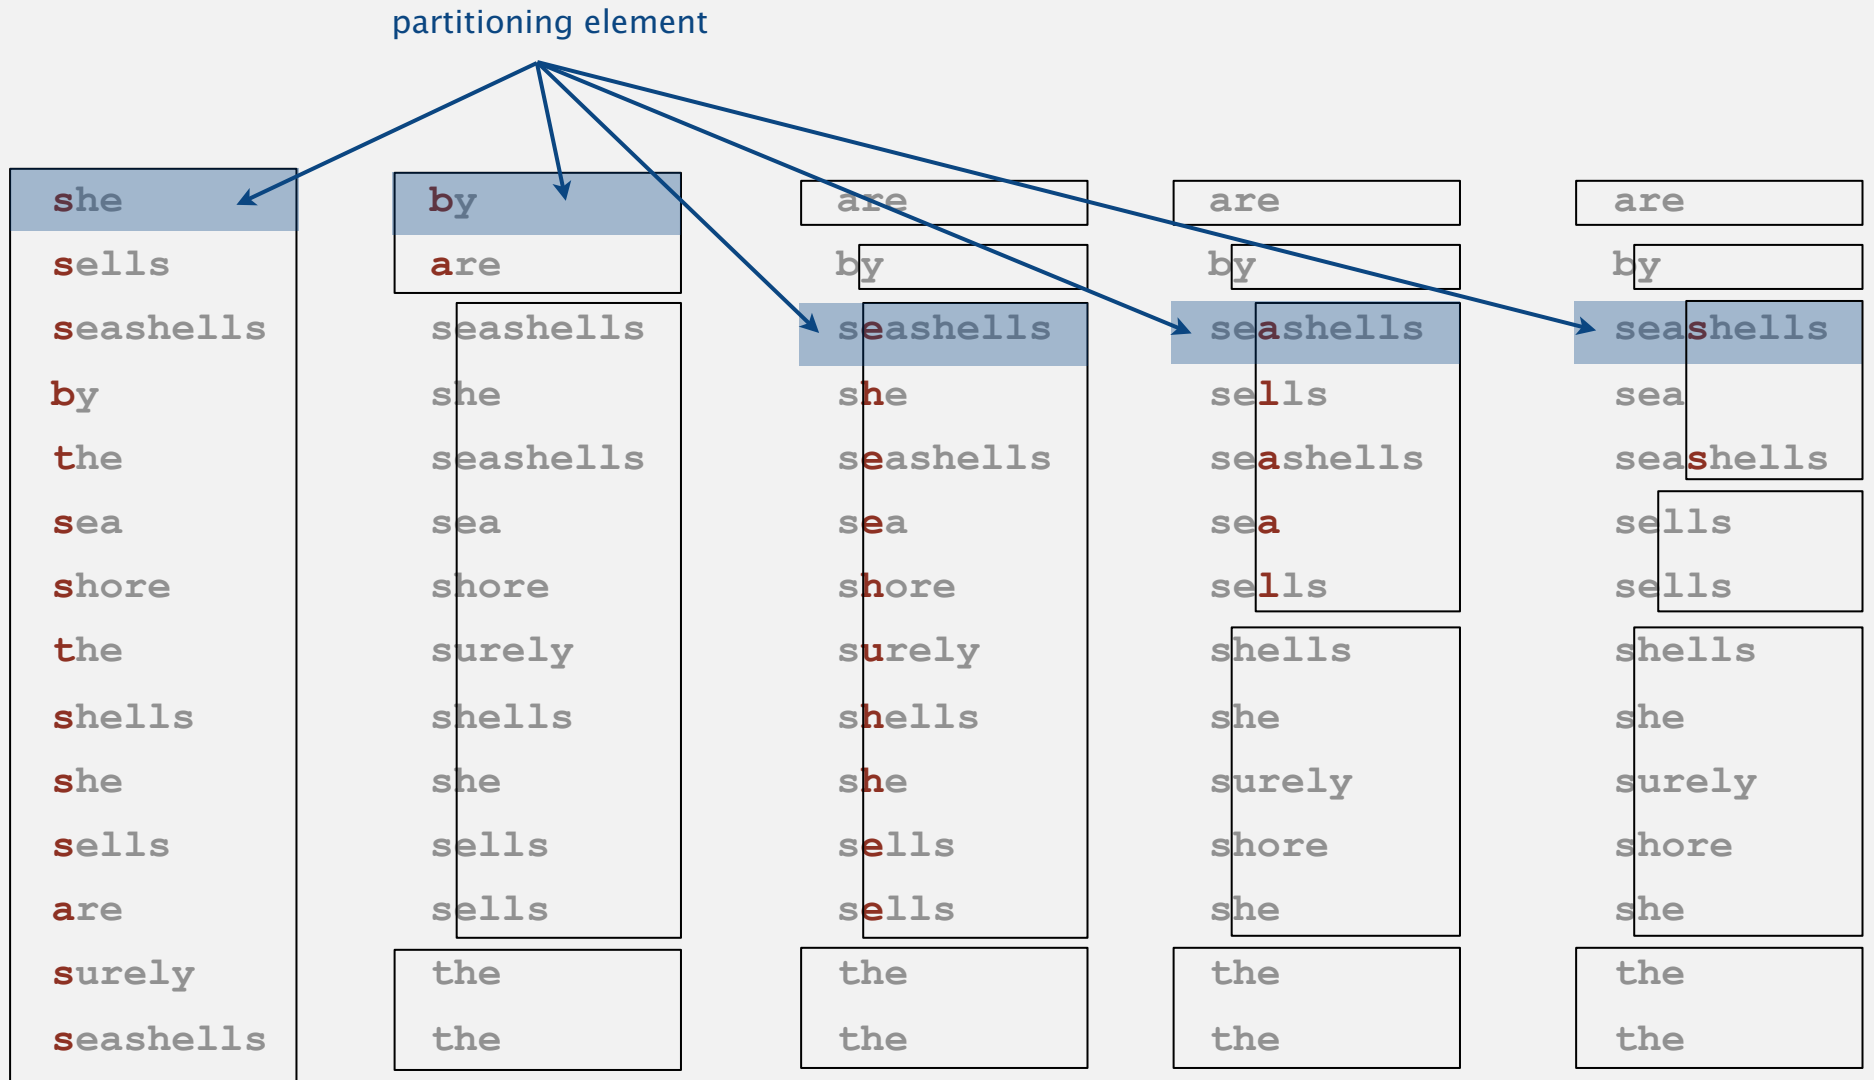 partitioning element
she by are are are
sells are by by by
seashells seashells seashells seashells seashells
by she she sells sea
the seashells seashells seashells seashells
sea sea sea sea sells
shore shore shore sells sells
the surely surely shells shells
shells shells shells she she
she she she surely surely
sells sells sells shore shore
are sells sells she she
surely the the the the
seashells the the the the